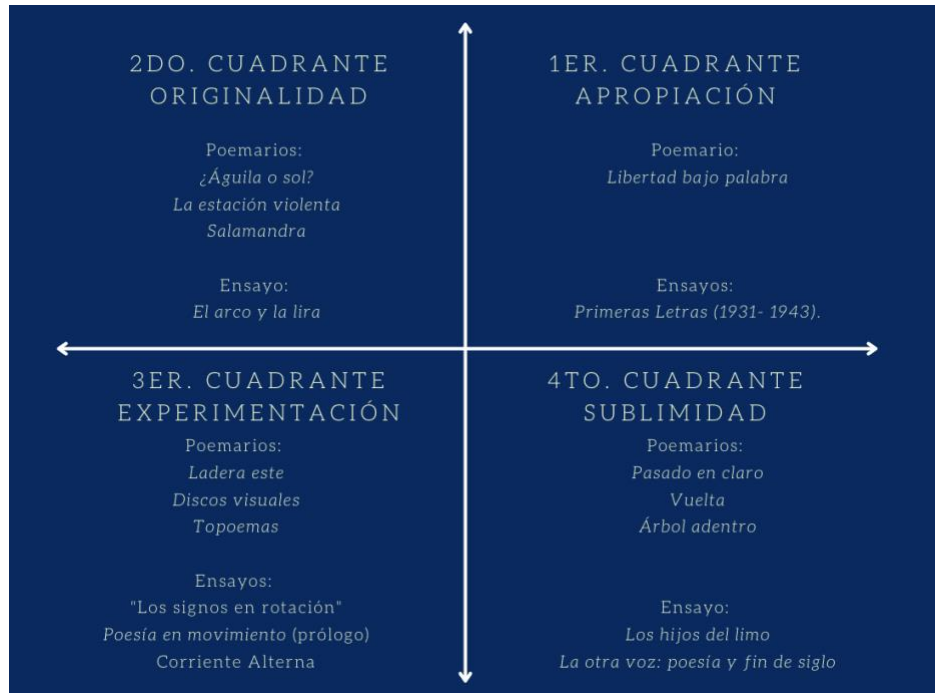 2DO. CUADRANTE
ORIGINALIDAD
Poemarios:
¿Águila o sol?
La estación violenta
Salamandra
Ensayo:
El arco y la lira
1ER. CUADRANTE
APROPIACIÓN
Poemario:
Libertad bajo palabra
Ensayos:
Primeras Letras (1931- 1943).
3ER. CUADRANTE
EXPERIMENTACIÓN
Poemarios:
Ladera este
Discos visuales
Topoemas
Ensayos:
"Los signos en rotación"
Poesía en movimiento (prólogo)
Corriente Alterna
4TO. CUADRANTE
SUBLIMIDAD
Poemarios:
Pasado en claro
Vuelta
Árbol adentro
Ensayo:
Los hijos del limo
La otra voz: poesía y fin de siglo